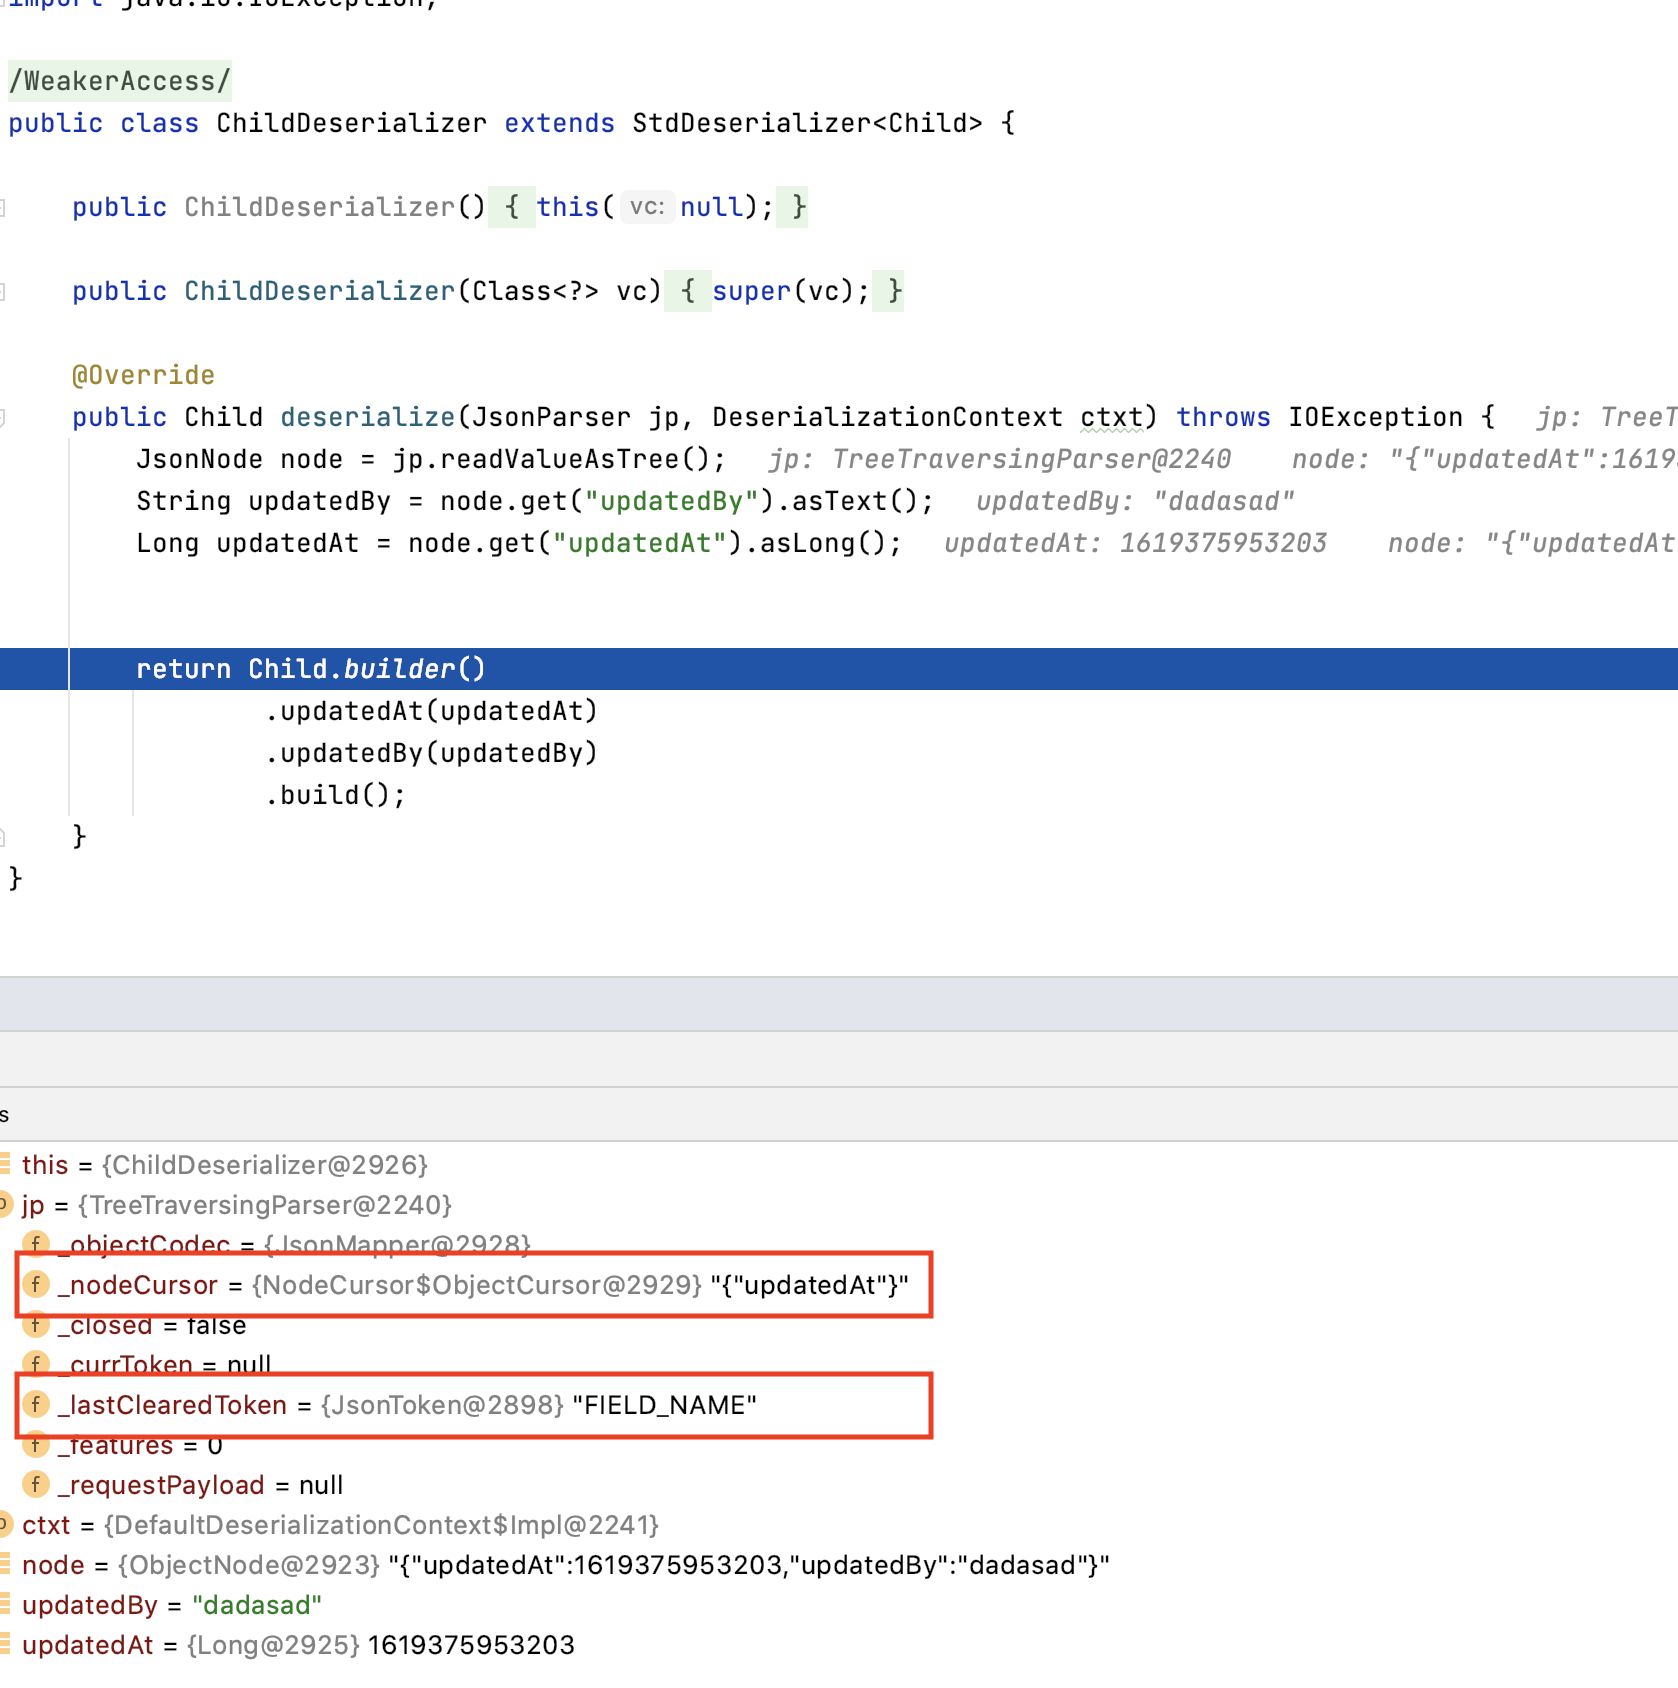 import java.io.IOException;
/WeakerAccess/
public class ChildDeserializer extends StdDeserializer<Child> {
public ChildDeserializer() { this( vc: null); }
public ChildDeserializer(Class<?> vc) { super(vc); }
@Override
public Child deserialize(JsonParser jp, DeserializationContext ctxt) throws IOException { jp: TreeT
JsonNode node = jp.readValueAsTree(); jp: TreeTraversingParser@2240 node: "{"updatedAt":1619
String updatedBy = node.get("updatedBy").asText(); updatedBy: "dadasad"
Long updatedAt = node.get("updatedAt").asLong(); updatedAt: 1619375953203 node: "{"updatedAt
return Child.builder()
.updatedAt(updatedAt)
.updatedBy(updatedBy)
.build();
}
}
s
this = {ChildDeserializer@2926}
jp = {TreeTraversingParser@2240}
f _objectCodec = {JsonMapper@2928}
f _nodeCursor = {NodeCursor$ObjectCursor@2929} "{"updatedAt"}"
f _closed = false
f _currToken = null
f _lastClearedToken = {JsonToken@2898} "FIELD_NAME"
f _features = 0
f _requestPayload = null
ctxt = {DefaultDeserializationContext$Impl@2241}
node = {ObjectNode@2923} "{"updatedAt":1619375953203,"updatedBy":"dadasad"}"
updatedBy = "dadasad"
updatedAt = {Long@2925} 1619375953203